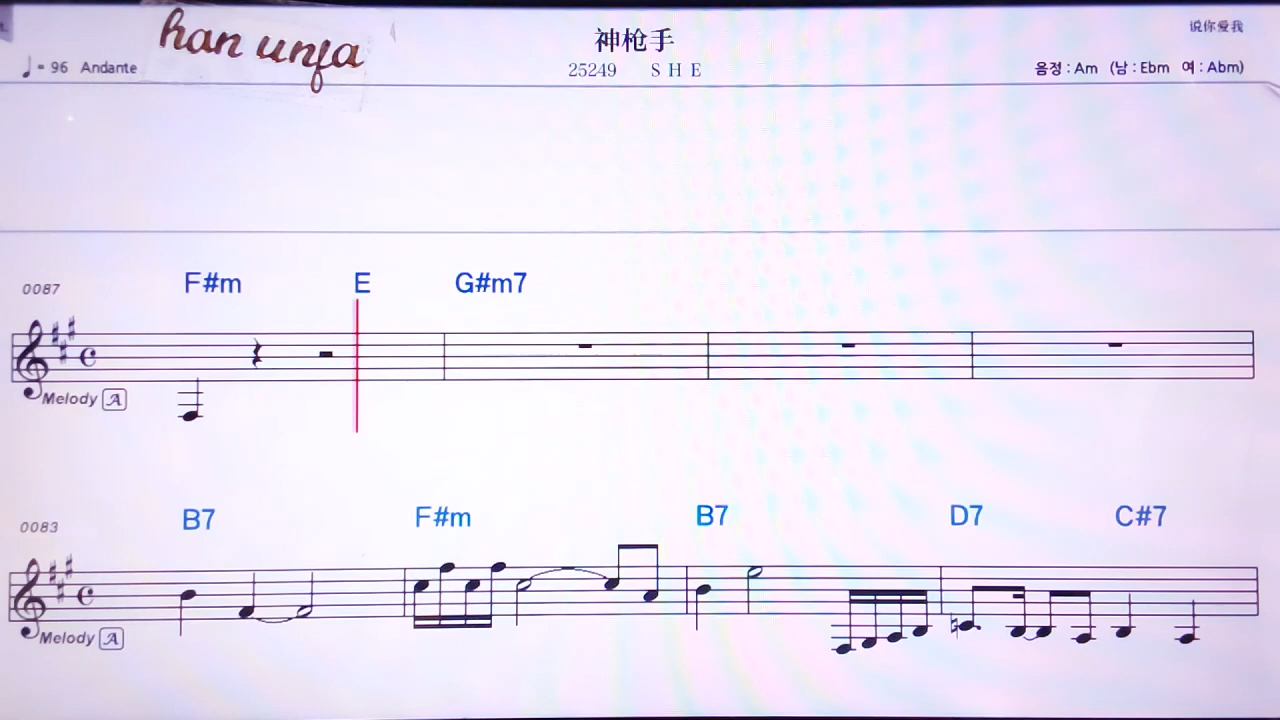 han unfa
神枪手
说你爱我
♩= 96 Andante
25249 S H E
음정 : Am (남 : Ebm 여 : Abm)
0087
F#m E G#m7
Melody A
0083
B7 F#m B7 D7 C#7
Melody A